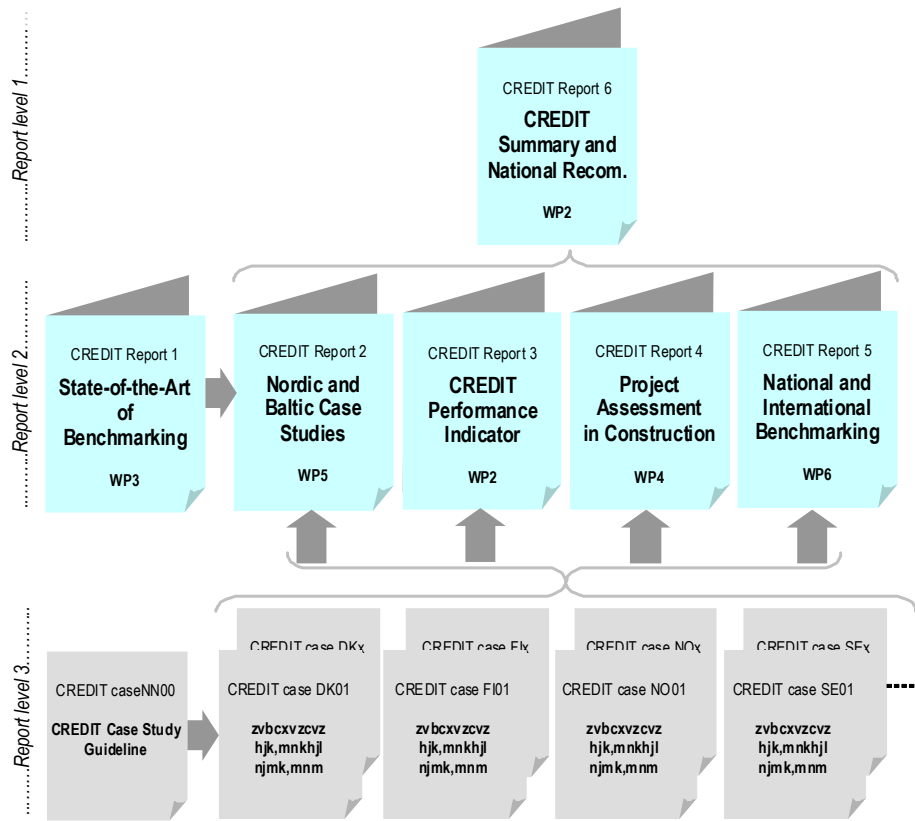 .........Report level 1.........
CREDIT Report 6
CREDIT
Summary and
National Recom.
WP2
.........Report level 2.........
CREDIT Report 1
State-of-the-Art
of
Benchmarking
WP3
CREDIT Report 2
Nordic and
Baltic Case
Studies
WP5
CREDIT Report 3
CREDIT
Performance
Indicator
WP2
CREDIT Report 4
Project
Assessment
in Construction
WP4
CREDIT Report 5
National and
International
Benchmarking
WP6
.........Report level 3.........
CREDIT caseNN00
CREDIT Case Study
Guideline
CREDIT case DKx
CREDIT case DK01
zvbcxvzcvz
hjk,mnkhjl
njmk,mnm
CREDIT case FIx
CREDIT case FI01
zvbcxvzcvz
hjk,mnkhjl
njmk,mnm
CREDIT case NOx
CREDIT case NO01
zvbcxvzcvz
hjk,mnkhjl
njmk,mnm
CREDIT case SEx
CREDIT case SE01
zvbcxvzcvz
hjk,mnkhjl
njmk,mnm